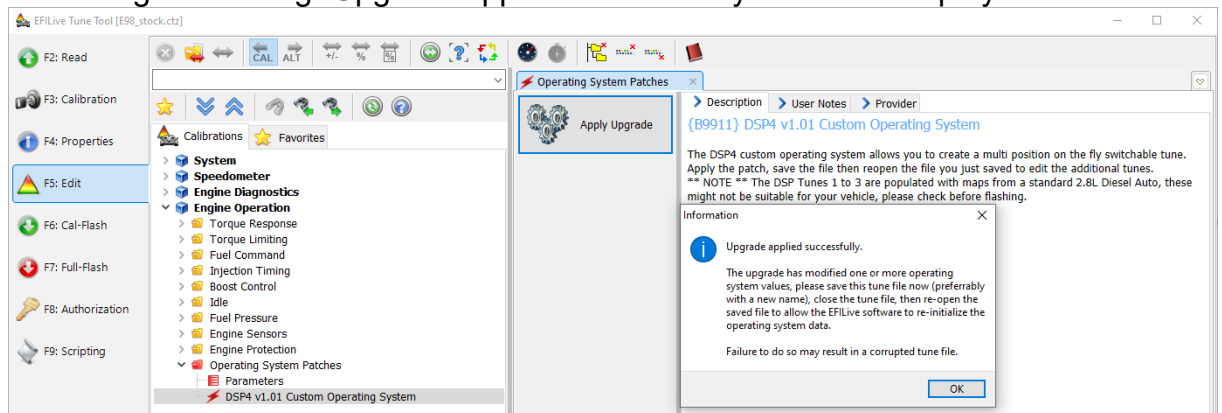 EFILive Tune Tool [E98_stock.ctz]
F2: Read
F3: Calibration
F4: Properties
F5: Edit
F6: Cal-Flash
F7: Full-Flash
F8: Authorization
F9: Scripting
CAL ALT +/- % %
Calibrations Favorites
System
Speedometer
Engine Diagnostics
Engine Operation
Torque Response
Torque Limiting
Fuel Command
Injection Timing
Boost Control
Idle
Fuel Pressure
Engine Sensors
Engine Protection
Operating System Patches
Parameters
DSP4 v1.01 Custom Operating System
Operating System Patches
Apply Upgrade
Description User Notes Provider
{B9911} DSP4 v1.01 Custom Operating System
The DSP4 custom operating system allows you to create a multi position on the fly switchable tune.
Apply the patch, save the file then reopen the file you just saved to edit the additional tunes.
** NOTE ** The DSP Tunes 1 to 3 are populated with maps from a standard 2.8L Diesel Auto, these
might not be suitable for your vehicle, please check before flashing.
Information
Upgrade applied successfully.
The upgrade has modified one or more operating
system values, please save this tune file now (preferably
with a new name), close the tune file, then re-open the
saved file to allow the EFILive software to re-initialize the
operating system data.
Failure to do so may result in a corrupted tune file.
OK